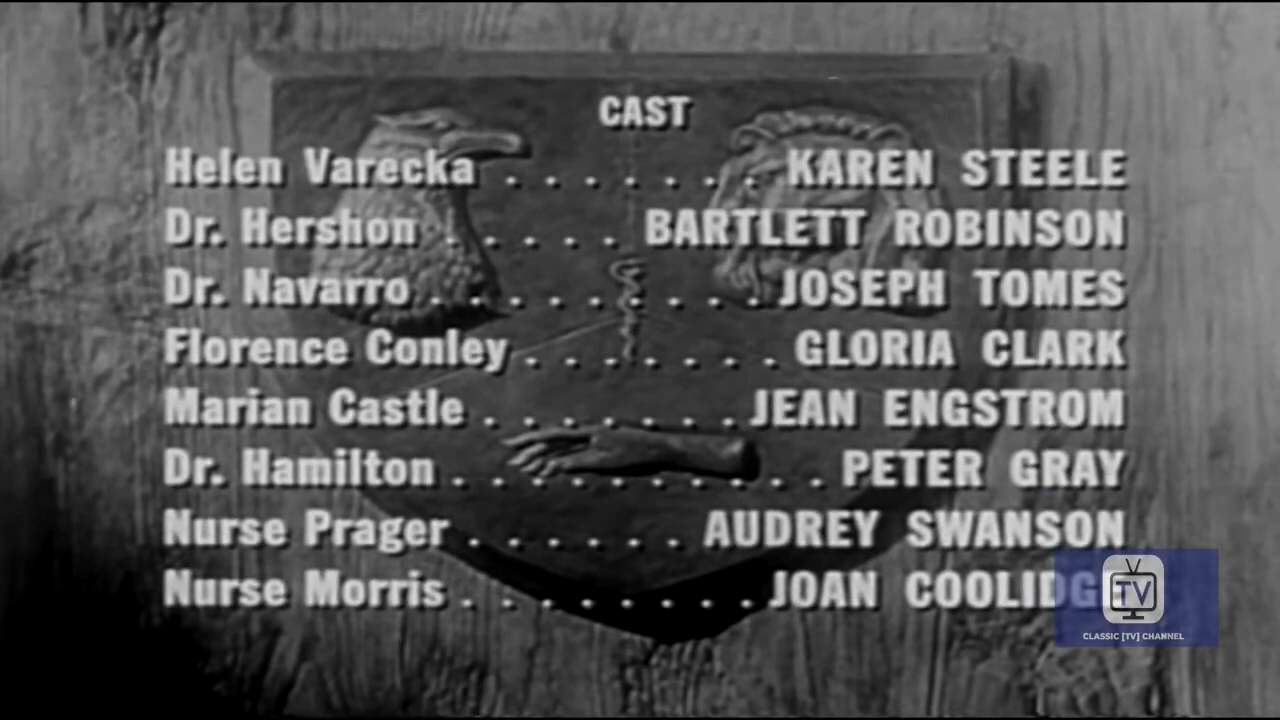 CAST
Helen Varecka . . . . . . . KAREN STEELE
Dr. Hershon . . . . . BARTLETT ROBINSON
Dr. Navarro . . . . . . . . . JOSEPH TOMES
Florence Conley . . . . . . . GLORIA CLARK
Marian Castle . . . . . . . JEAN ENGSTROM
Dr. Hamilton . . . . . . . . . . PETER GRAY
Nurse Prager . . . . . . AUDREY SWANSON
Nurse Morris . . . . . . . . JOAN COOLIDGE
TV
CLASSIC [TV] CHANNEL